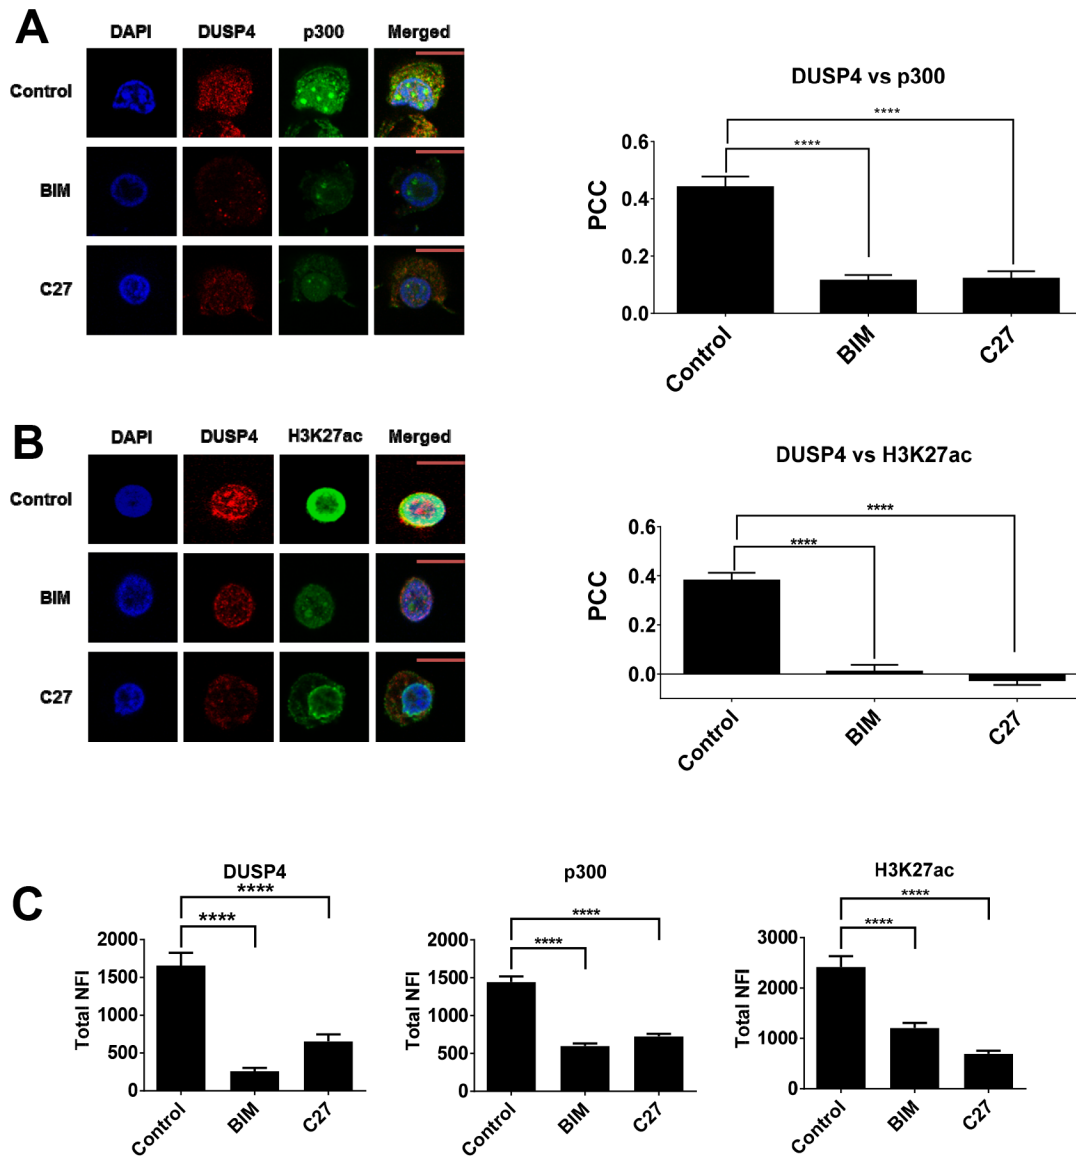 A
DAPI DUSP4 p300 Merged
Control
BIM
C27
DUSP4 vs p300
****
****
0.6
0.4
0.2
0.0
PCC
Control BIM C27
B
DAPI DUSP4 H3K27ac Merged
Control
BIM
C27
DUSP4 vs H3K27ac
****
****
0.6
0.4
0.2
0.0
PCC
Control BIM C27
C
DUSP4
****
****
2000
1500
1000
500
0
Total NFI
Control BIM C27
p300
****
****
2000
1500
1000
500
0
Total NFI
Control BIM C27
H3K27ac
****
****
3000
2000
1000
0
Total NFI
Control BIM C27